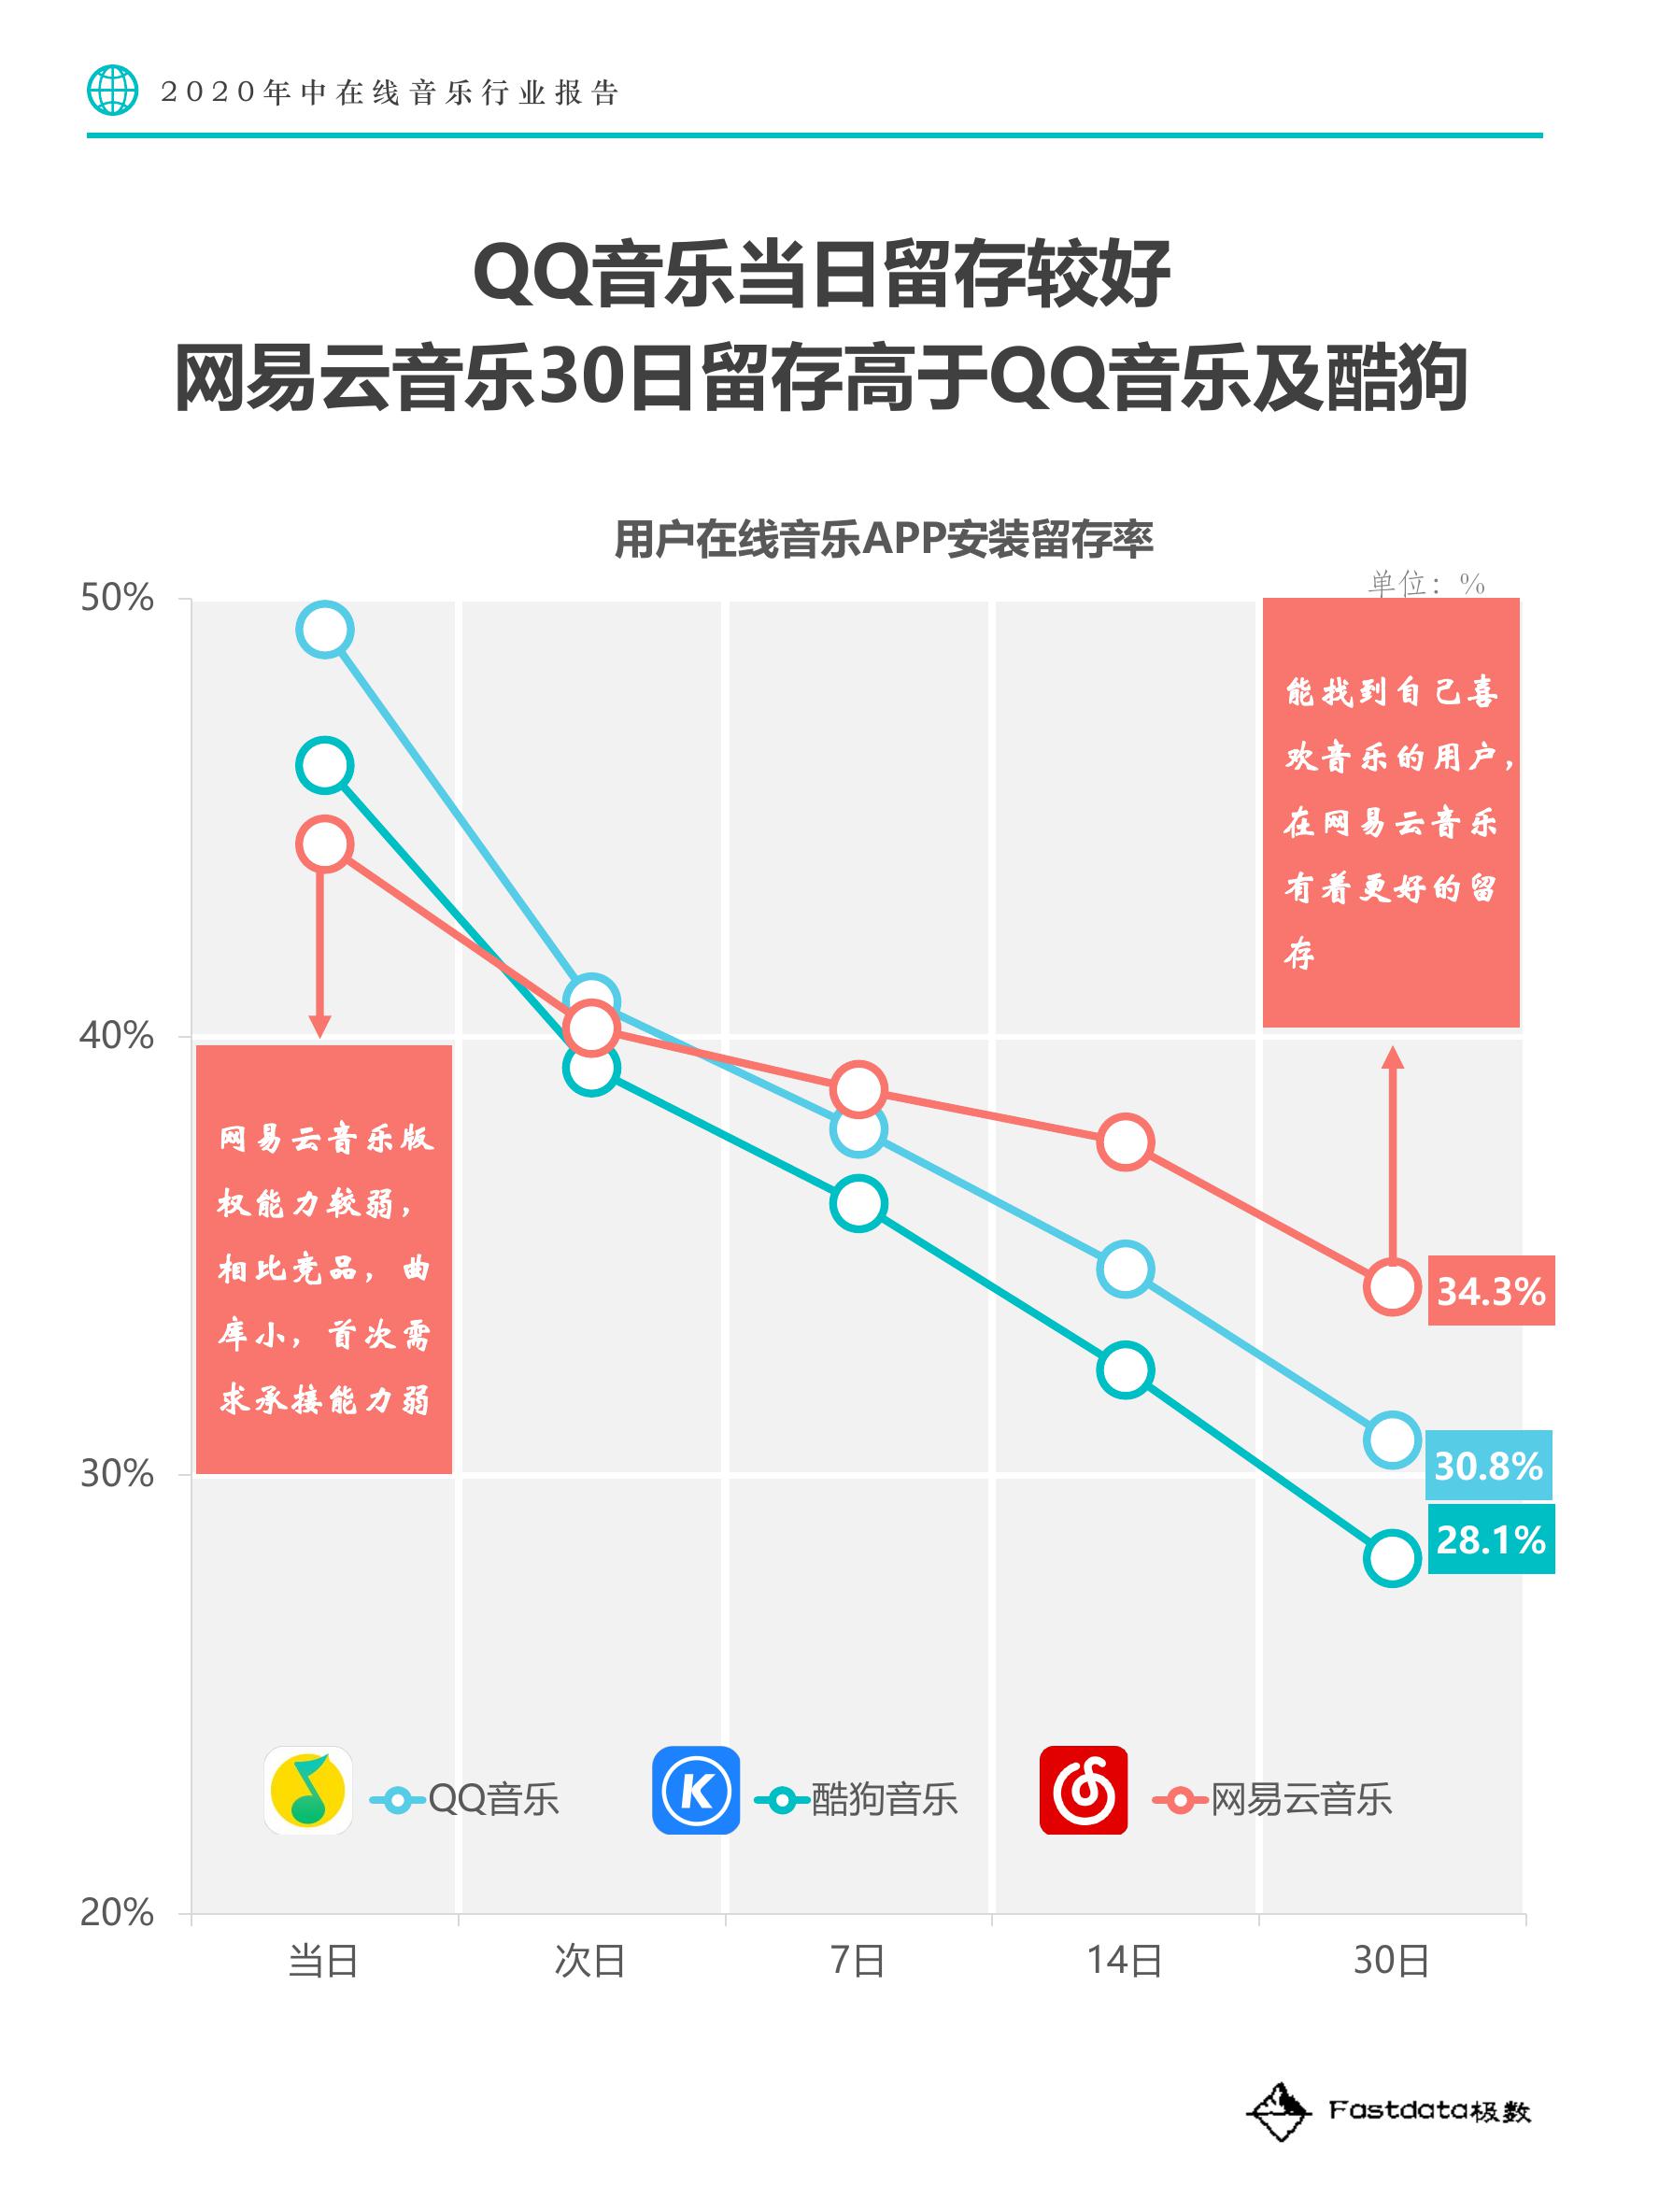 2020年中在线音乐行业报告
QQ音乐当日留存较好
网易云音乐30日留存高于QQ音乐及酷狗
用户在线音乐APP安装留存率
单位：%
50%
40%
30%
20%
能找到自己喜
欢音乐的用户，
在网易云音乐
有着更好的留
存
网易云音乐版
权能力较弱，
相比竞品，曲
库小，首次需
求承接能力弱
34.3%
30.8%
28.1%
K
QQ音乐
酷狗音乐
网易云音乐
当日
次日
7日
14日
30日
Fastdata极数